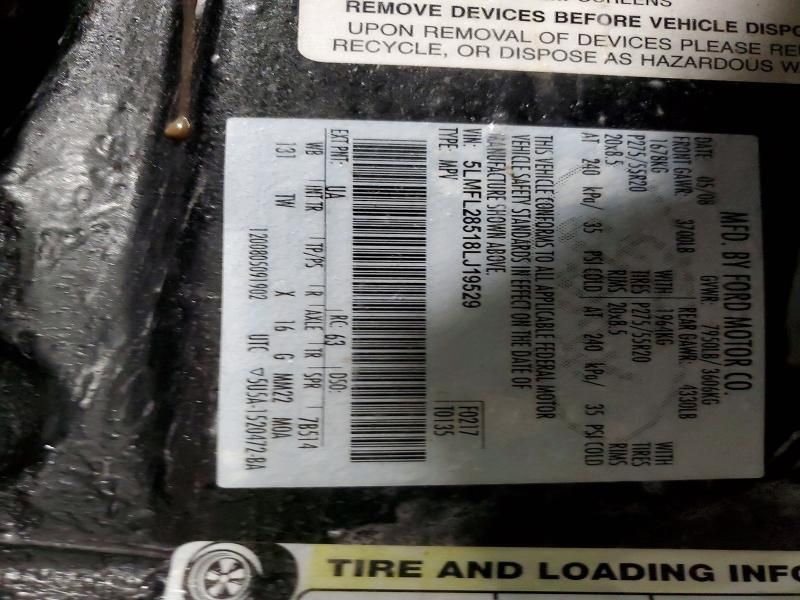 SCREENS
REMOVE DEVICES BEFORE VEHICLE DISPO
UPON REMOVAL OF DEVICES PLEASE RE
RECYCLE, OR DISPOSE AS HAZARDOUS W
MFD. BY FORD MOTOR CO.
DATE: 05/08 GVWR: 7950LB/ 3606KG
FRONT GAWR: 3700LB REAR GAWR: 4330LB
1678KG WITH 1964KG WITH
P275/55R20 TIRES P275/55R20 TIRES
20x8.5 RIMS 20x8.5 RIMS
AT 240 kPa/ 35 PSI COLD AT 240 kPa/ 35 PSI COLD
THIS VEHICLE CONFORMS TO ALL APPLICABLE FEDERAL MOTOR
VEHICLE SAFETY STANDARDS IN EFFECT ON THE DATE OF
MANUFACTURE SHOWN ABOVE.
VIN: 5LMFL28518LJ19529 F0217
TYPE: MPV TO 35
EXT PNT: UA RC: 63 DSO:
WB INT TR TP/PS R AXLE TR SPR 7B514
131 TW X 16 G MM22 MOA
1200805091902 UTC ▽5U5A-1520472-BA
TIRE AND LOADING INFO